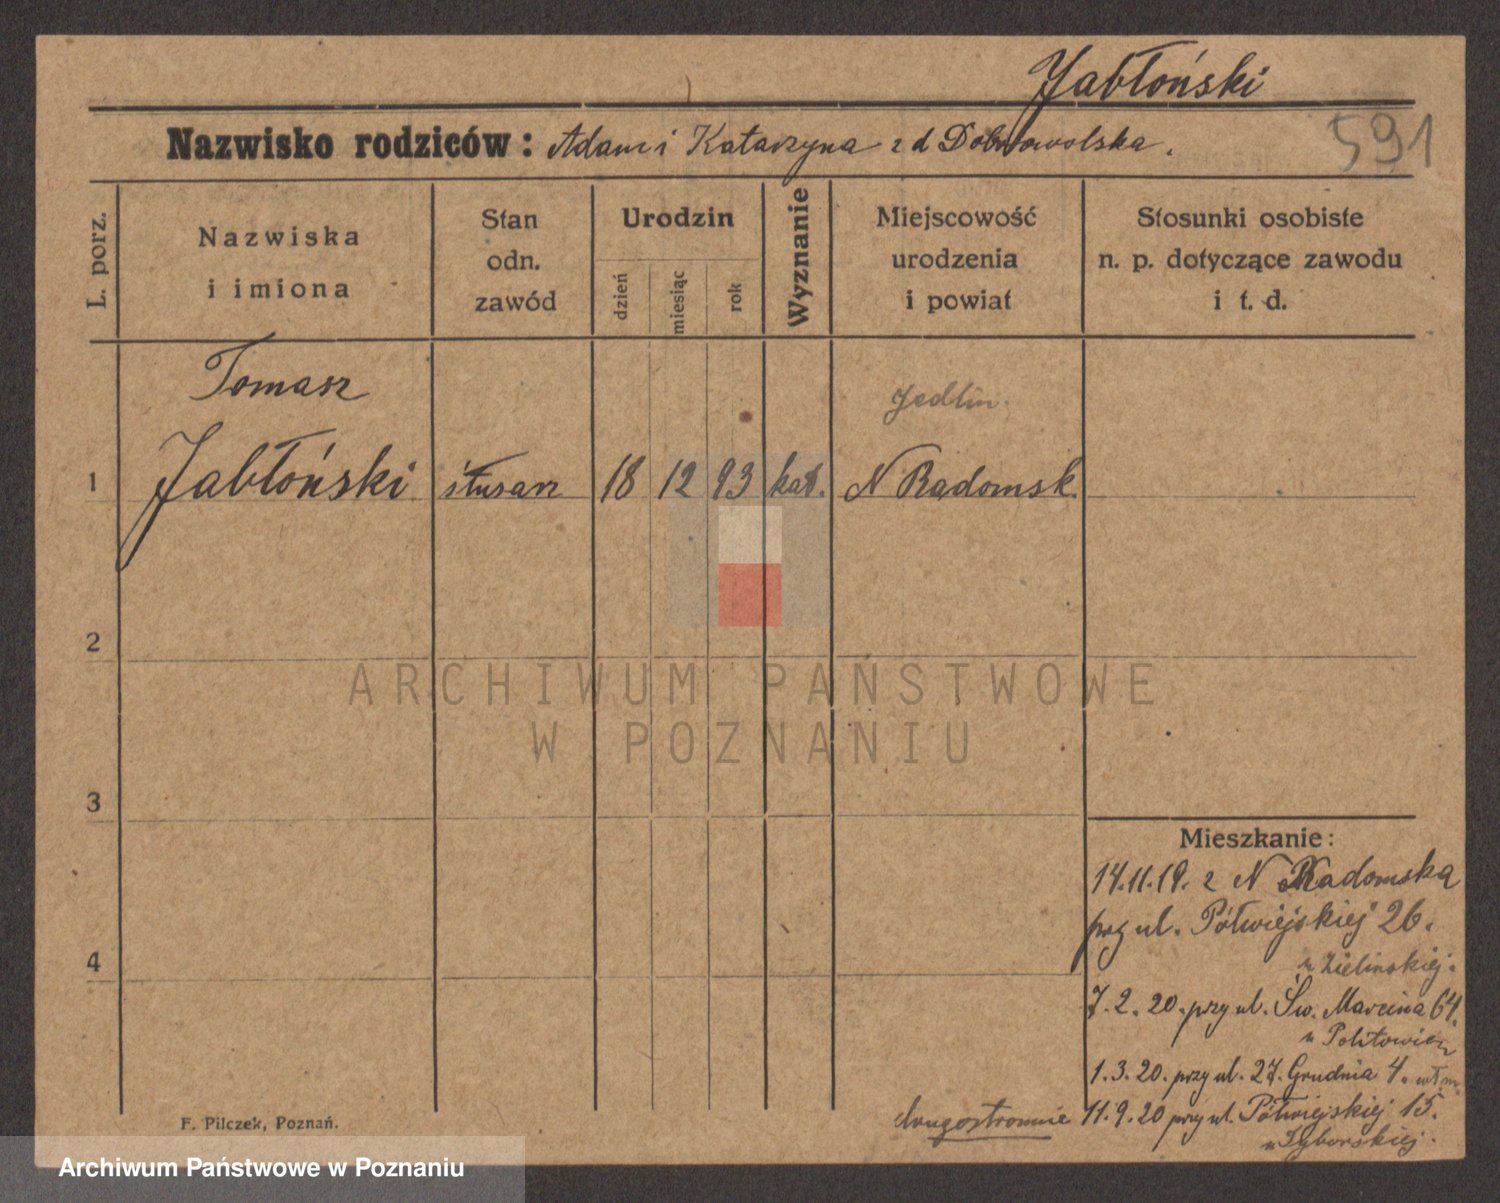 Jabłoński
Nazwisko rodziców: Adam i Katarzyna z d Dobrowolska.
591
L. porz.
Nazwiska
i imiona
Stan
odn.
zawód
Urodzin
dzień
miesiąc
rok
Wyznanie
Miejscowość
urodzenia
i powiat
Stosunki osobiste
n. p. dotyczące zawodu
i t. d.
Tomasz
Jedlin.
1 Jabłoński ślusarz 18 12 93 kat. N Radomsk.
2
ARCHIWUM PAŃSTWOWE
W POZNANIU
3
Mieszkanie:
14.11.19. z N Radomska
przy ul. Półwiejskiej 26.
4
u Zielinskiej.
7.2.20. przy ul. Św. Marcina 64.
u
1.3.20. przy ul. 27. Grudnia 4. wł.m.
drugostronnie 11.9.20 przy ul. Półwiejskiej 15.
F. Pilczek, Poznań.
Archiwum Państwowe w Poznaniu